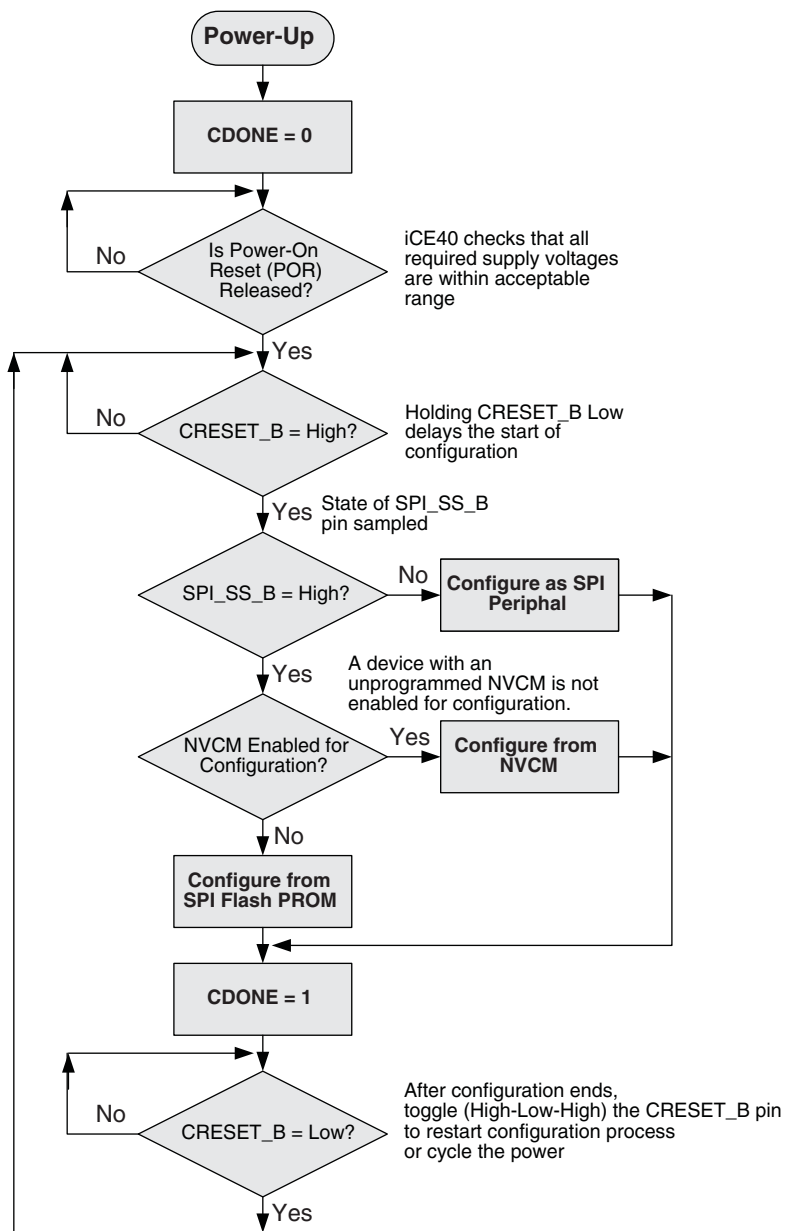 Power-Up
CDONE = 0
No
Is Power-On
Reset (POR)
Released?
iCE40 checks that all
required supply voltages
are within acceptable
range
Yes
No
CRESET_B = High?
Holding CRESET_B Low
delays the start of
configuration
Yes
State of SPI_SS_B
pin sampled
SPI_SS_B = High?
No
Configure as SPI
Periphal
Yes
A device with an
unprogrammed NVCM is not
enabled for configuration.
NVCM Enabled for
Configuration?
Yes
Configure from
NVCM
No
Configure from
SPI Flash PROM
CDONE = 1
No
CRESET_B = Low?
After configuration ends,
toggle (High-Low-High) the CRESET_B pin
to restart configuration process
or cycle the power
Yes